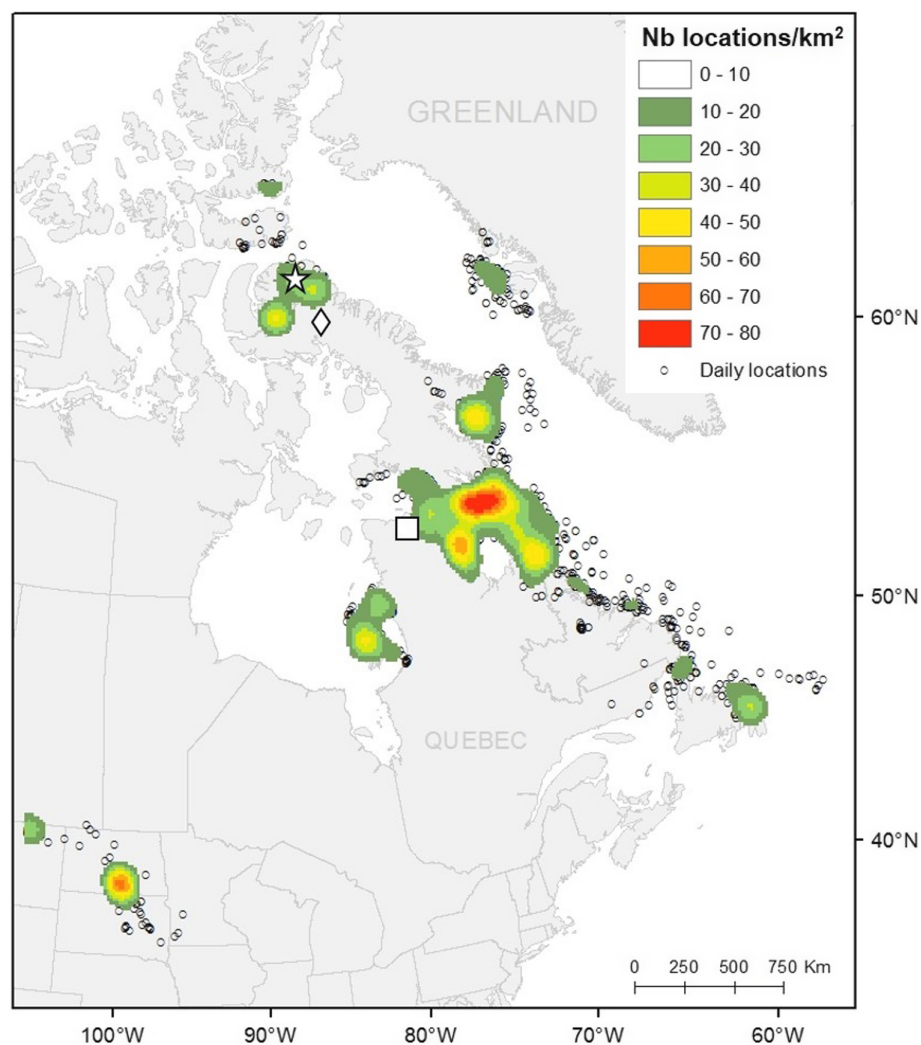 Nb locations/km²
0 - 10
10 - 20
20 - 30
30 - 40
40 - 50
50 - 60
60 - 70
70 - 80
Daily locations
GREENLAND
60°N
50°N
QUEBEC
40°N
0 250 500 750 Km
100°W 90°W 80°W 70°W 60°W